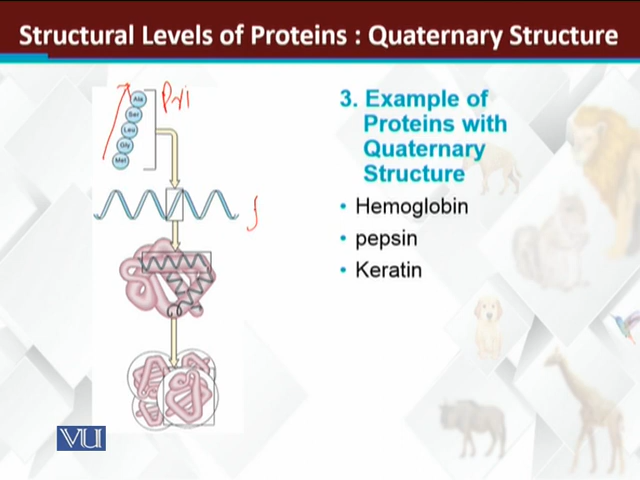 Structural Levels of Proteins : Quaternary Structure
Ala
Ser
Leu
Gly
Met
Pri
3. Example of
Proteins with
Quaternary
Structure
• Hemoglobin
• pepsin
• Keratin
VU